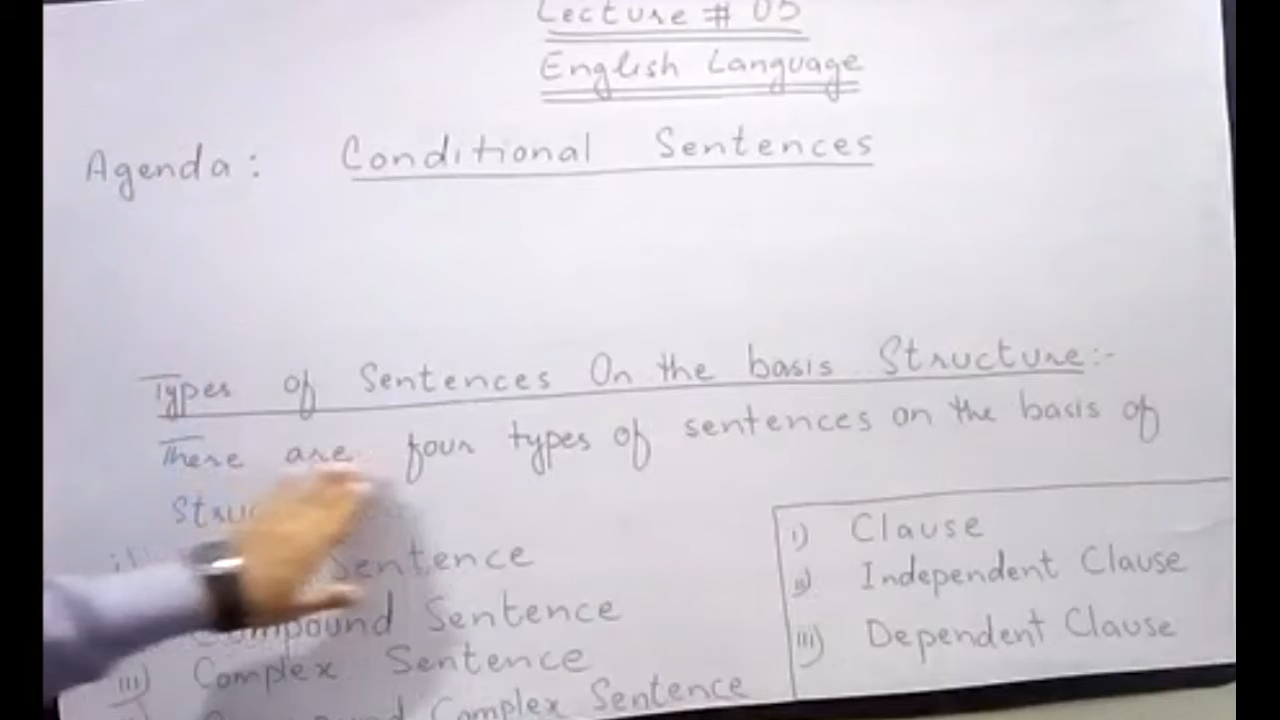 Lecture # 05
English Language
Agenda: Conditional Sentences
Types of Sentences On the basis Structure:-
There are four types of sentences on the basis of
Sentence
Compound Sentence
iii) Complex Sentence
Complex Sentence
i) Clause
ii) Independent Clause
iii) Dependent Clause